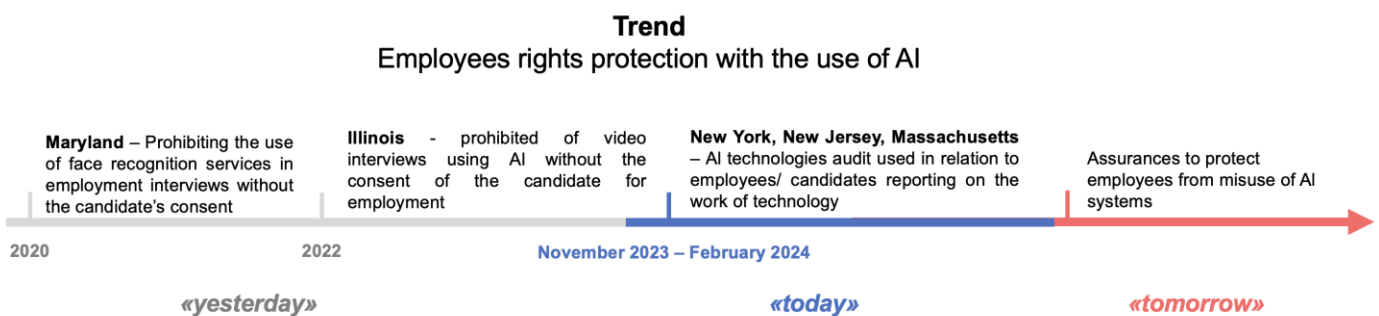 Trend
Employees rights protection with the use of AI
Maryland – Prohibiting the use
of face recognition services in
employment interviews without
the candidate's consent
Illinois - prohibited of video
interviews using AI without the
consent of the candidate for
employment
New York, New Jersey, Massachusetts
– AI technologies audit used in relation to
employees/ candidates reporting on the
work of technology
Assurances to protect
employees from misuse of AI
systems
2020
2022
November 2023 – February 2024
«yesterday»
«today»
«tomorrow»